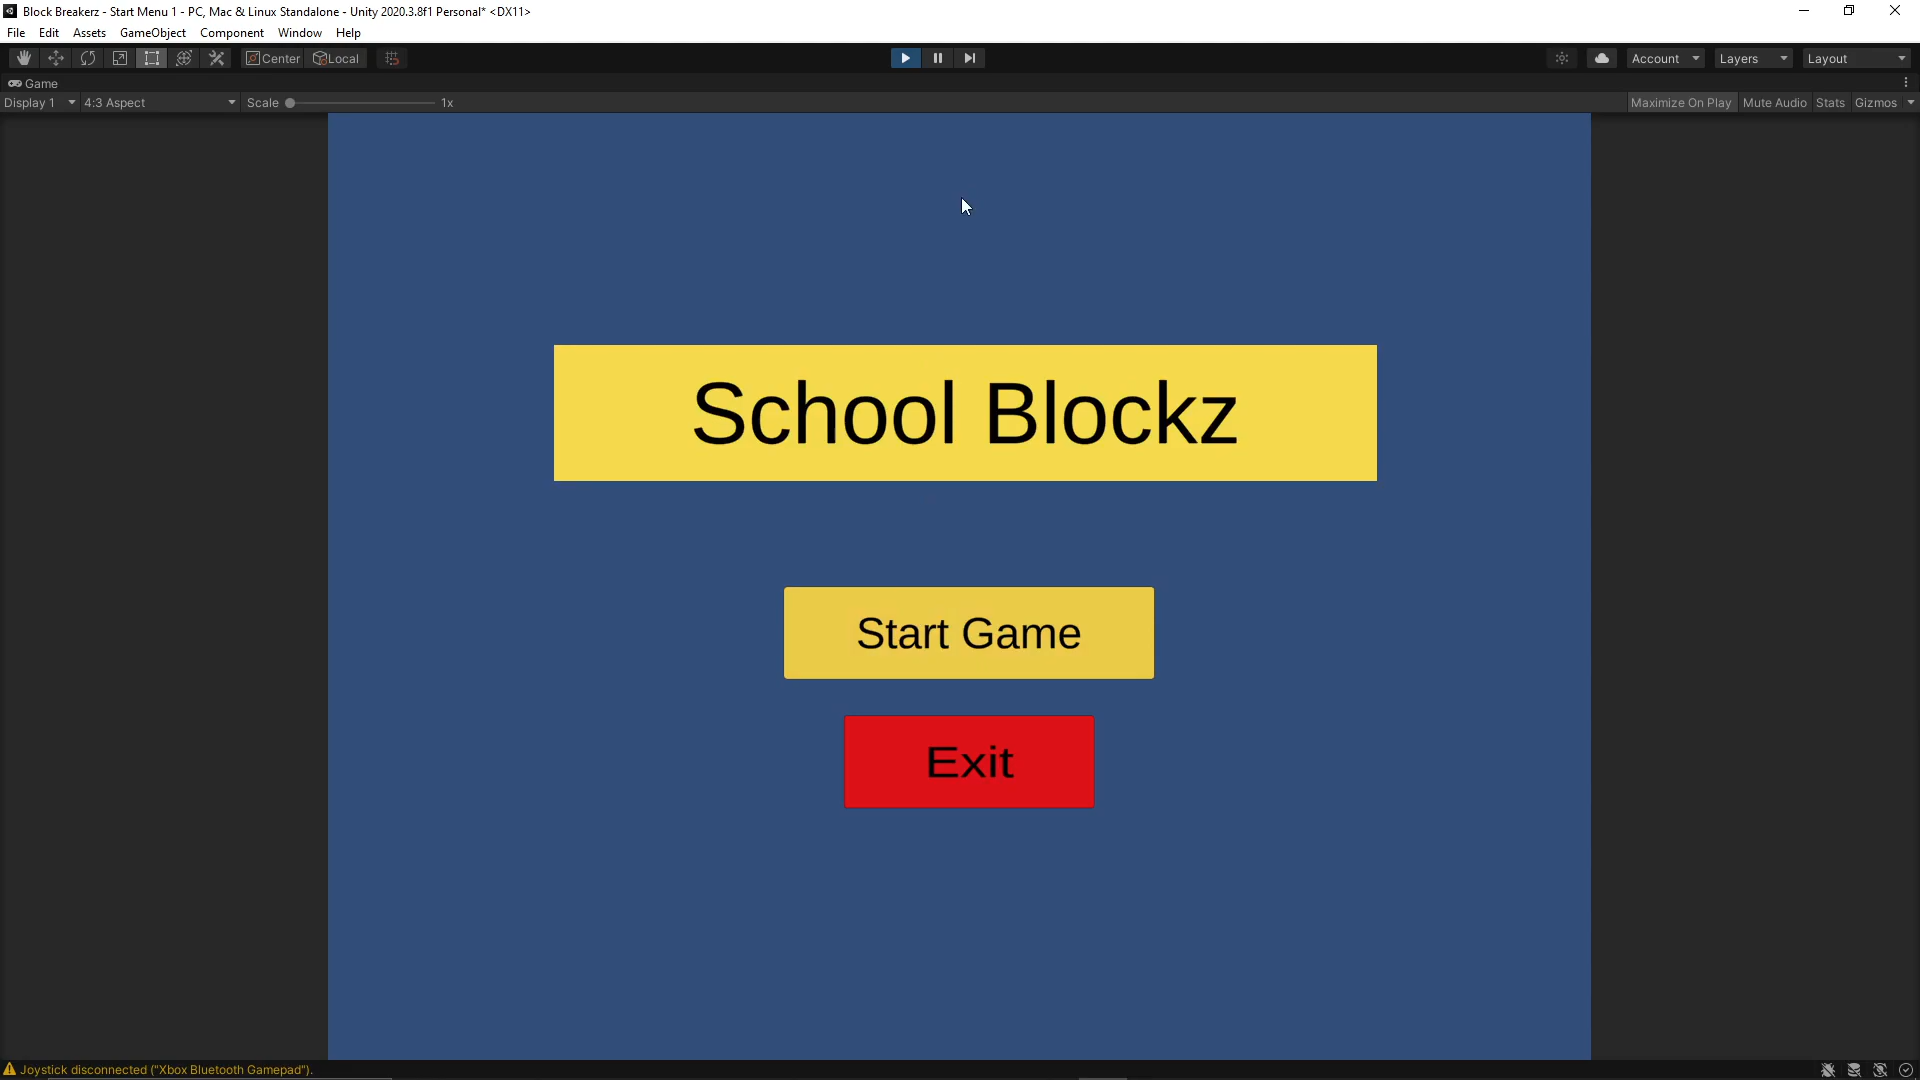 Block Breakerz - Start Menu 1 - PC, Mac & Linux Standalone - Unity 2020.3.8f1 Personal* <DX11>
File Edit Assets GameObject Component Window Help
Center Local Account Layers Layout
Game
Display 1 4:3 Aspect Scale 1x Maximize On Play Mute Audio Stats Gizmos
School Blockz
Start Game
Exit
Joystick disconnected ("Xbox Bluetooth Gamepad").